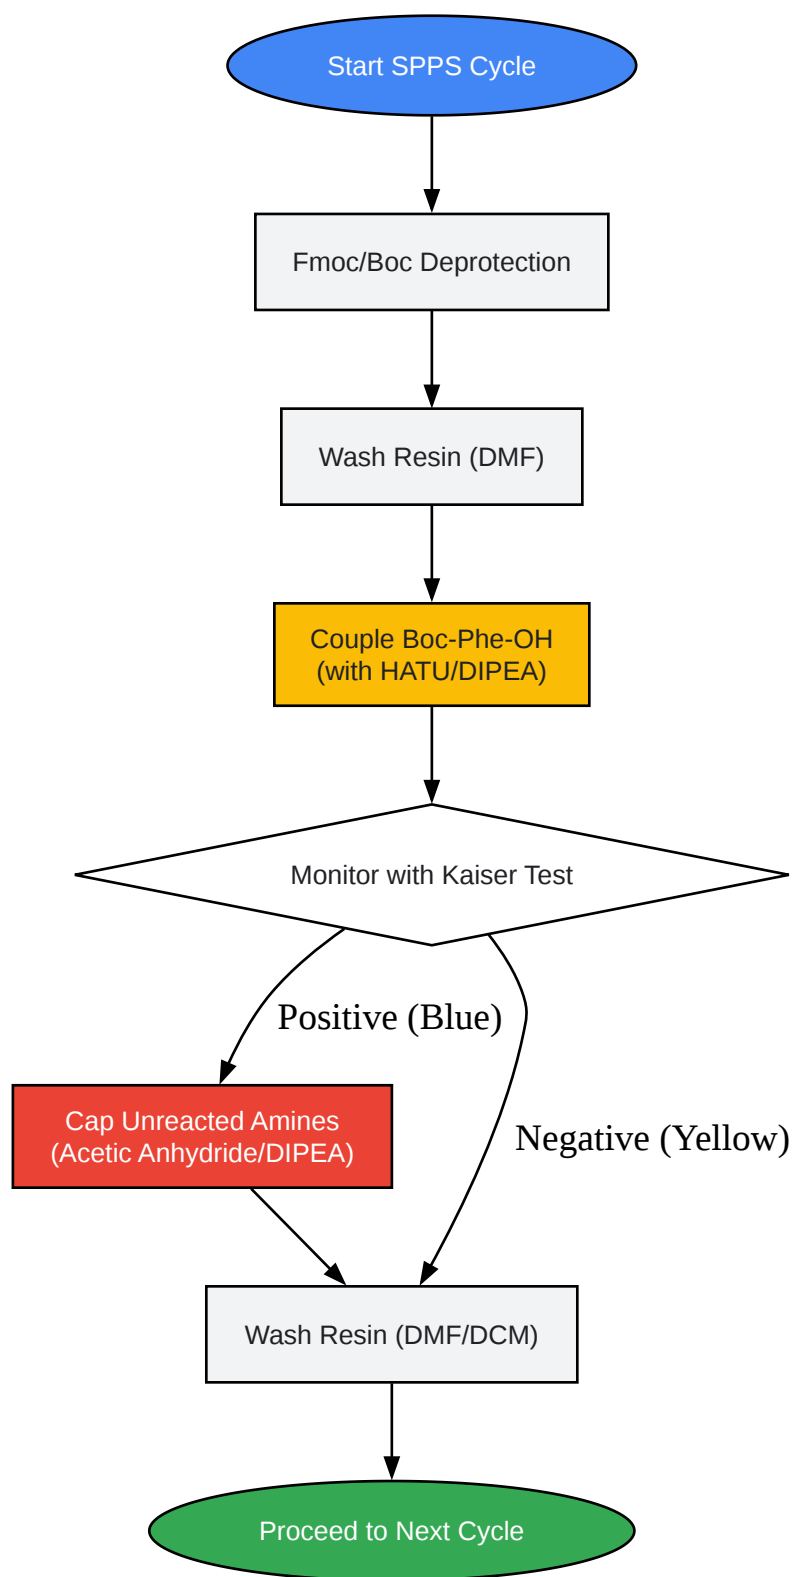 Start SPPS Cycle
Fmoc/Boc Deprotection
Wash Resin (DMF)
Couple Boc-Phe-OH
(with HATU/DIPEA)
Monitor with Kaiser Test
Positive (Blue)
Cap Unreacted Amines
(Acetic Anhydride/DIPEA)
Negative (Yellow)
Wash Resin (DMF/DCM)
Proceed to Next Cycle